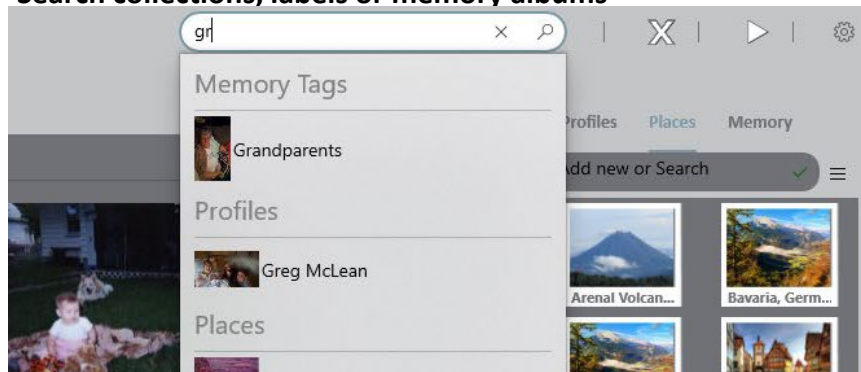 Search collections, labels or memory albums
gr
Memory Tags
Profiles Places Memory
Grandparents
Add new or Search
Profiles
Greg McLean
Arenal Volcan... Bavaria, Germ...
Places